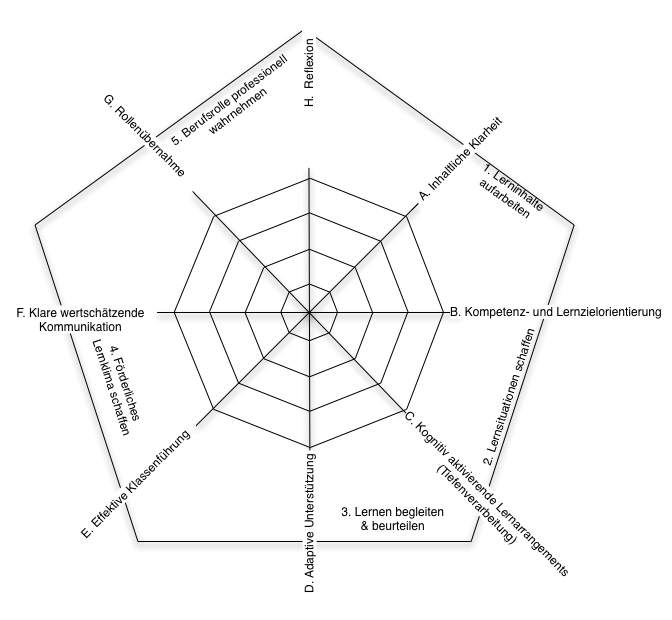 H. Reflexion
A. Inhaltliche Klarheit
1. Lerninhalte
aufarbeiten
B. Kompetenz- und Lernzielorientierung
2. Lernsituationen schaffen
C. Kognitiv aktivierende Lernarrangements
(Tiefenverarbeitung)
3. Lernen begleiten
& beurteilen
D. Adaptive Unterstützung
E. Effektive Klassenführung
4. Förderliches
Lernklima schaffen
F. Klare wertschätzende
Kommunikation
G. Rollenübernahme
5. Berufsrolle professionell
wahrnehmen